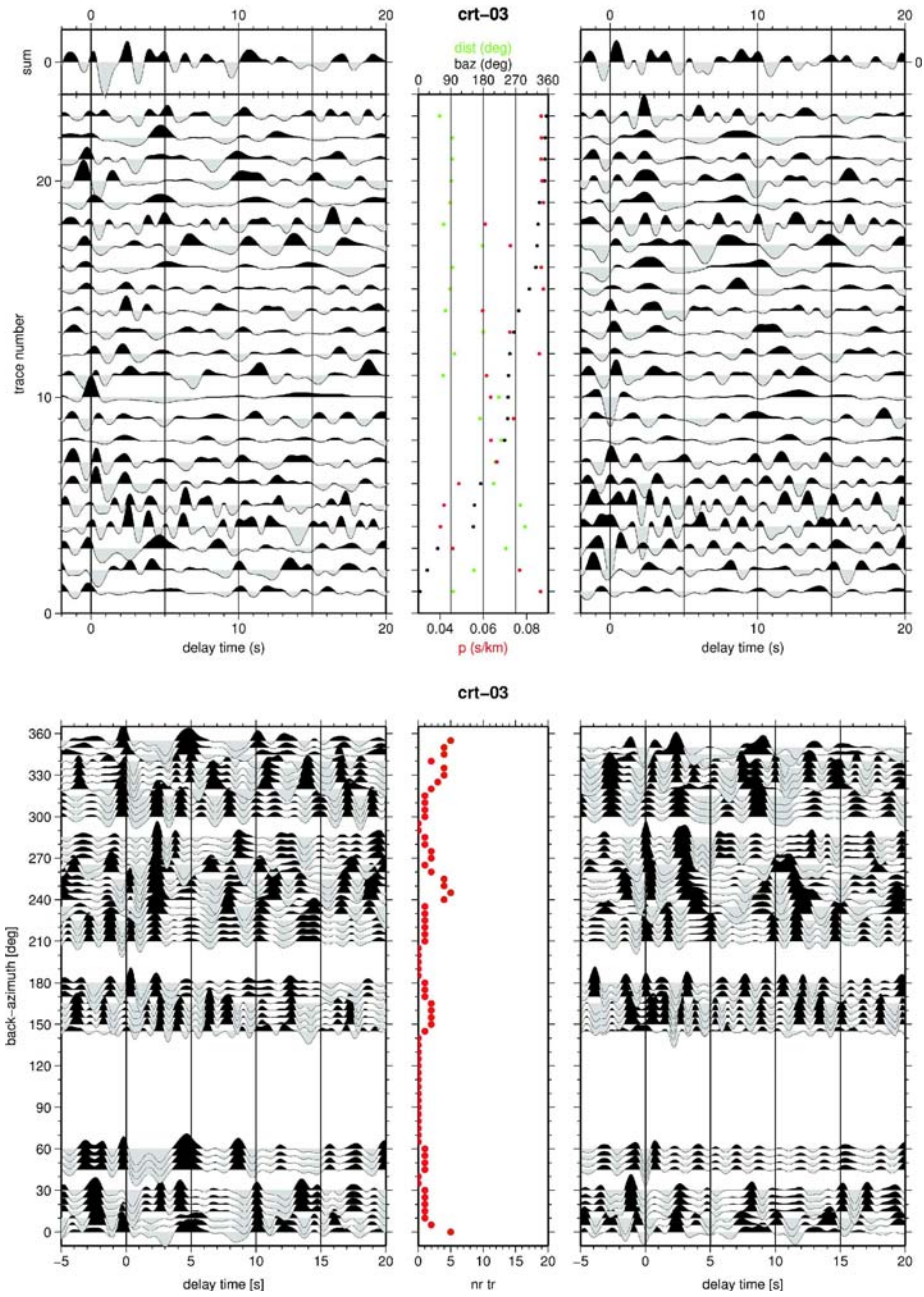 crt-03
dist (deg)
baz (deg)
0 10 20
0 90 180 270 360
0 10 20
sum
0
0
trace number
20
10
0
0 10 20
delay time (s)
0.04 0.06 0.08
p (s/km)
0 10 20
delay time (s)
crt-03
back-azimuth [deg]
360
330
300
270
240
210
180
150
120
90
60
30
0
-5 0 5 10 15 20
delay time [s]
0 5 10 15 20
nr tr
-5 0 5 10 15 20
delay time [s]